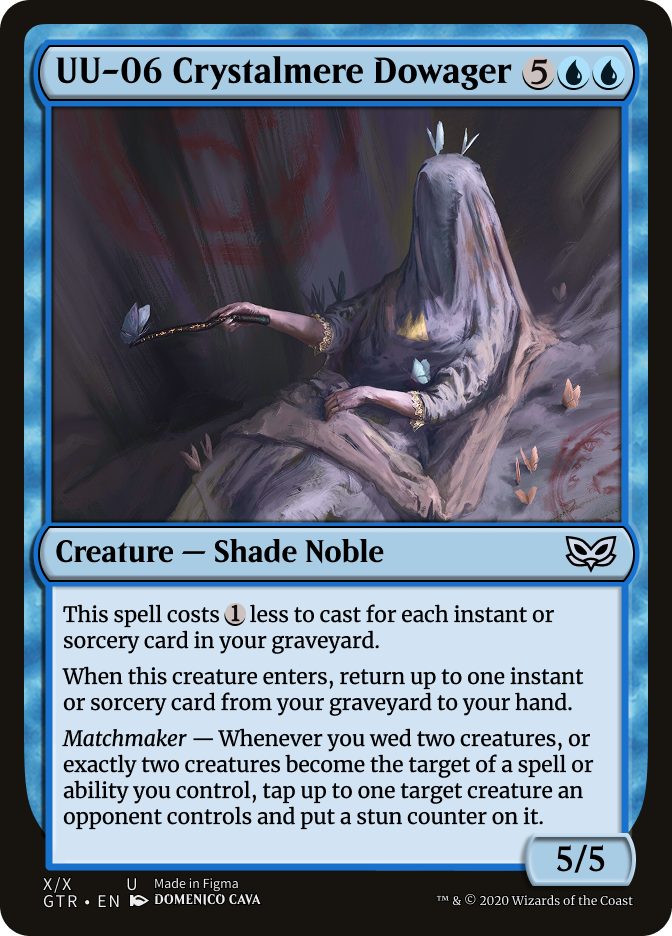 UU-06 Crystalmere Dowager 5
Creature — Shade Noble
This spell costs 1 less to cast for each instant or
sorcery card in your graveyard.
When this creature enters, return up to one instant
or sorcery card from your graveyard to your hand.
Matchmaker — Whenever you wed two creatures, or
exactly two creatures become the target of a spell or
ability you control, tap up to one target creature an
opponent controls and put a stun counter on it.
5/5
X/X U Made in Figma
GTR • EN DOMENICO CAVA ™ & © 2020 Wizards of the Coast